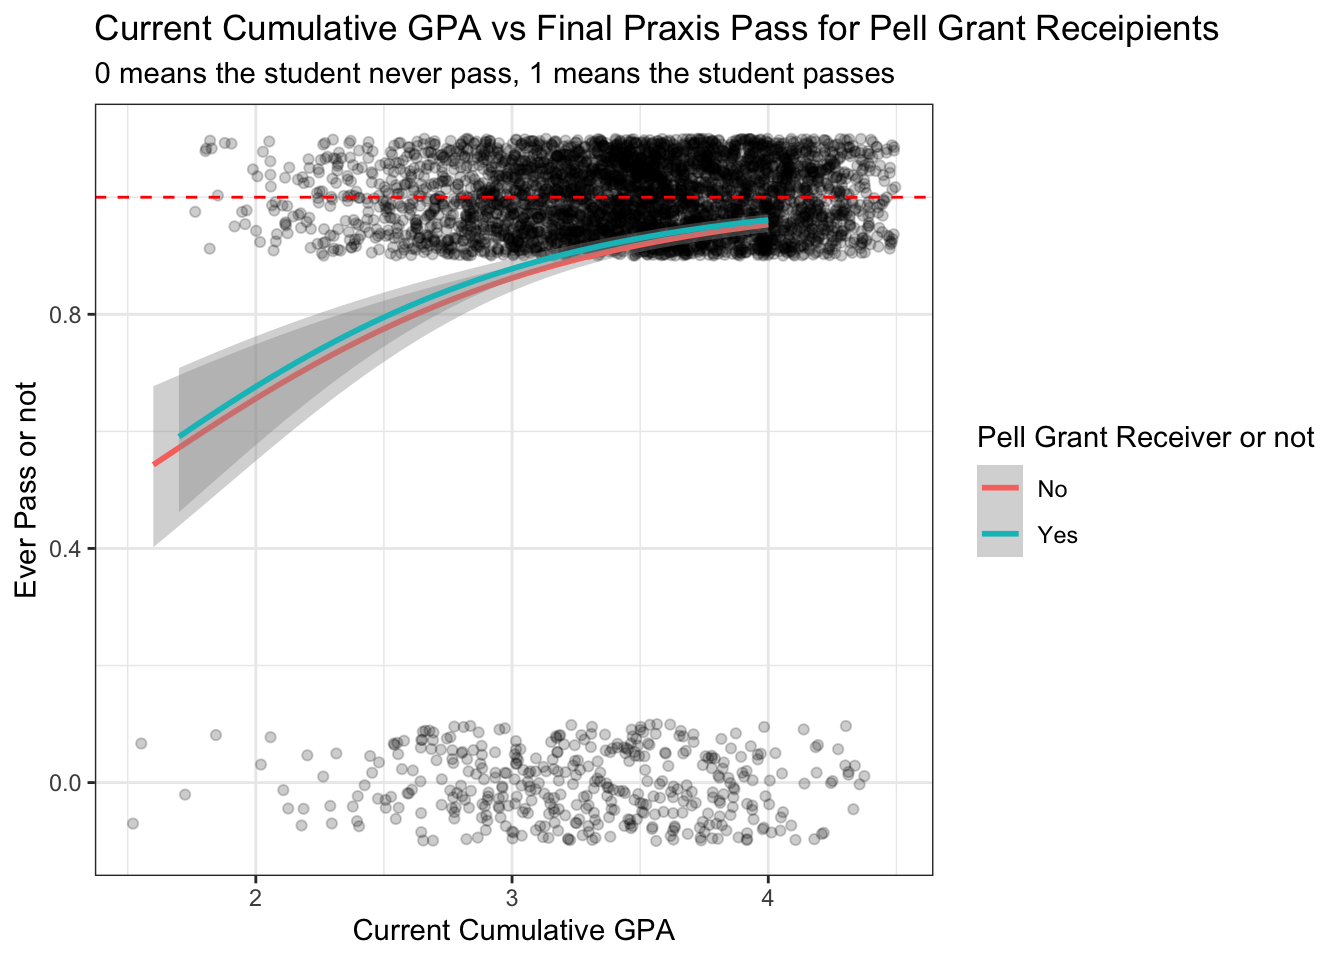 Current Cumulative GPA vs Final Praxis Pass for Pell Grant Receipients
0 means the student never pass, 1 means the student passes
Ever Pass or not
0.8
0.4
0.0
2 3 4
Current Cumulative GPA
Pell Grant Receiver or not
No
Yes